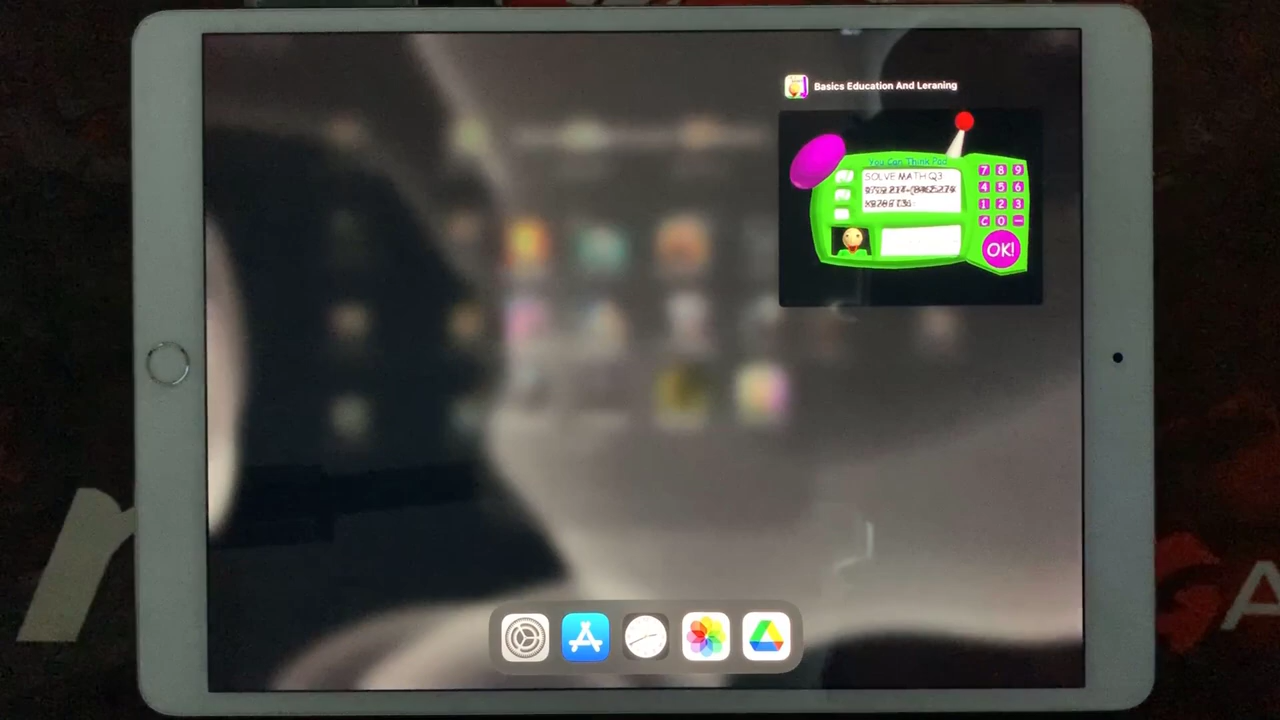 Basics Education And Leraning
You Can Think Pad
SOLVE MATH Q3
7 8 9
4 5 6
1 2 3
C 0 -
OK!
r
A